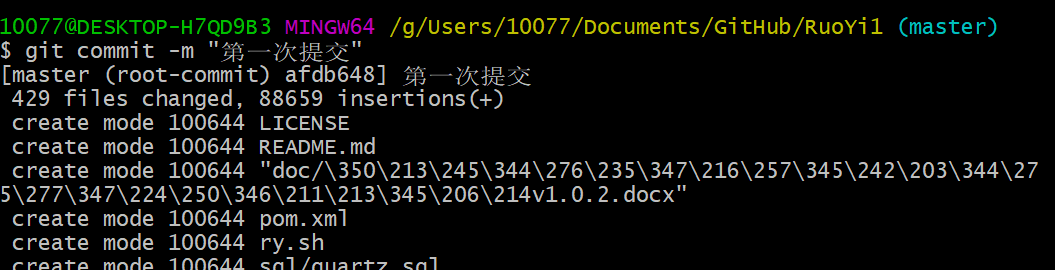 10077@DESKTOP-H7QD9B3 MINGW64 /g/Users/10077/Documents/GitHub/RuoYi1 (master)
$ git commit -m "第一次提交"
[master (root-commit) afdb648] 第一次提交
 429 files changed, 88659 insertions(+)
 create mode 100644 LICENSE
 create mode 100644 README.md
 create mode 100644 "doc/\350\213\245\344\276\235\347\216\257\345\242\203\344\27
5\277\347\224\250\346\211\213\345\206\214v1.0.2.docx"
 create mode 100644 pom.xml
 create mode 100644 ry.sh
 create mode 100644 sql/quartz.sql